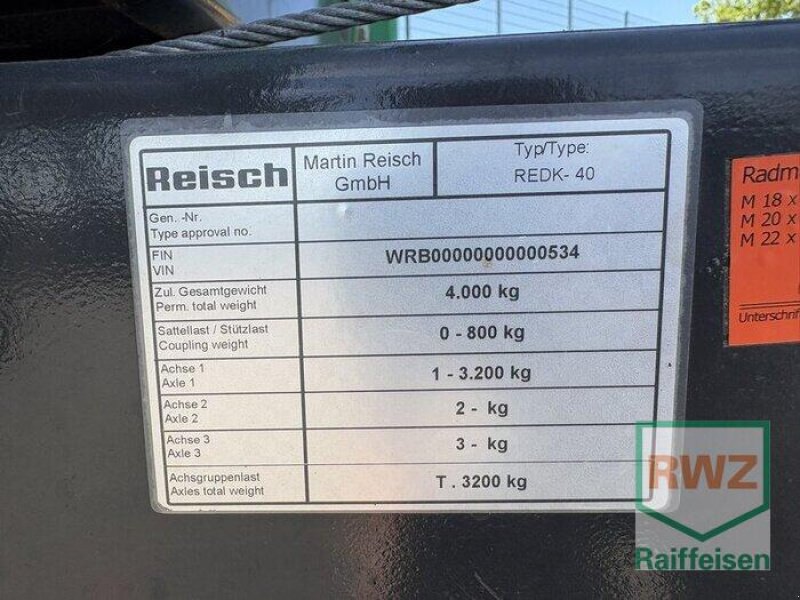 Reisch
Martin Reisch
GmbH
Typ/Type:
REDK- 40
Gen. -Nr.
Type approval no.
FIN
VIN
WRB00000000000534
Zul. Gesamtgewicht
Perm. total weight
4.000 kg
Sattellast / Stützlast
Coupling weight
0 - 800 kg
Achse 1
Axle 1
1 - 3.200 kg
Achse 2
Axle 2
2 - kg
Achse 3
Axle 3
3 - kg
Achsgruppenlast
Axles total weight
T . 3200 kg
Radm
M 18 x
M 20 x
M 22 x
Unterschrif
RWZ
Raiffeisen